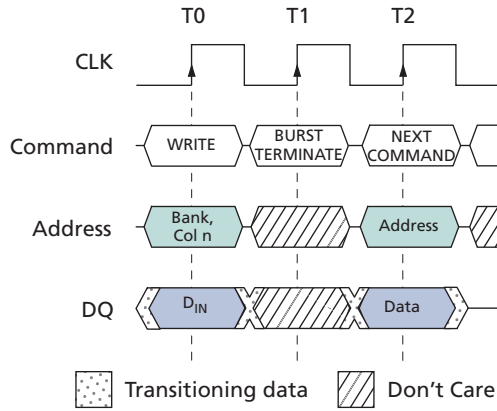 T0 T1 T2
CLK
Command WRITE BURST TERMINATE NEXT COMMAND
Address Bank, Col n Address
DQ DIN Data
Transitioning data Don't Care